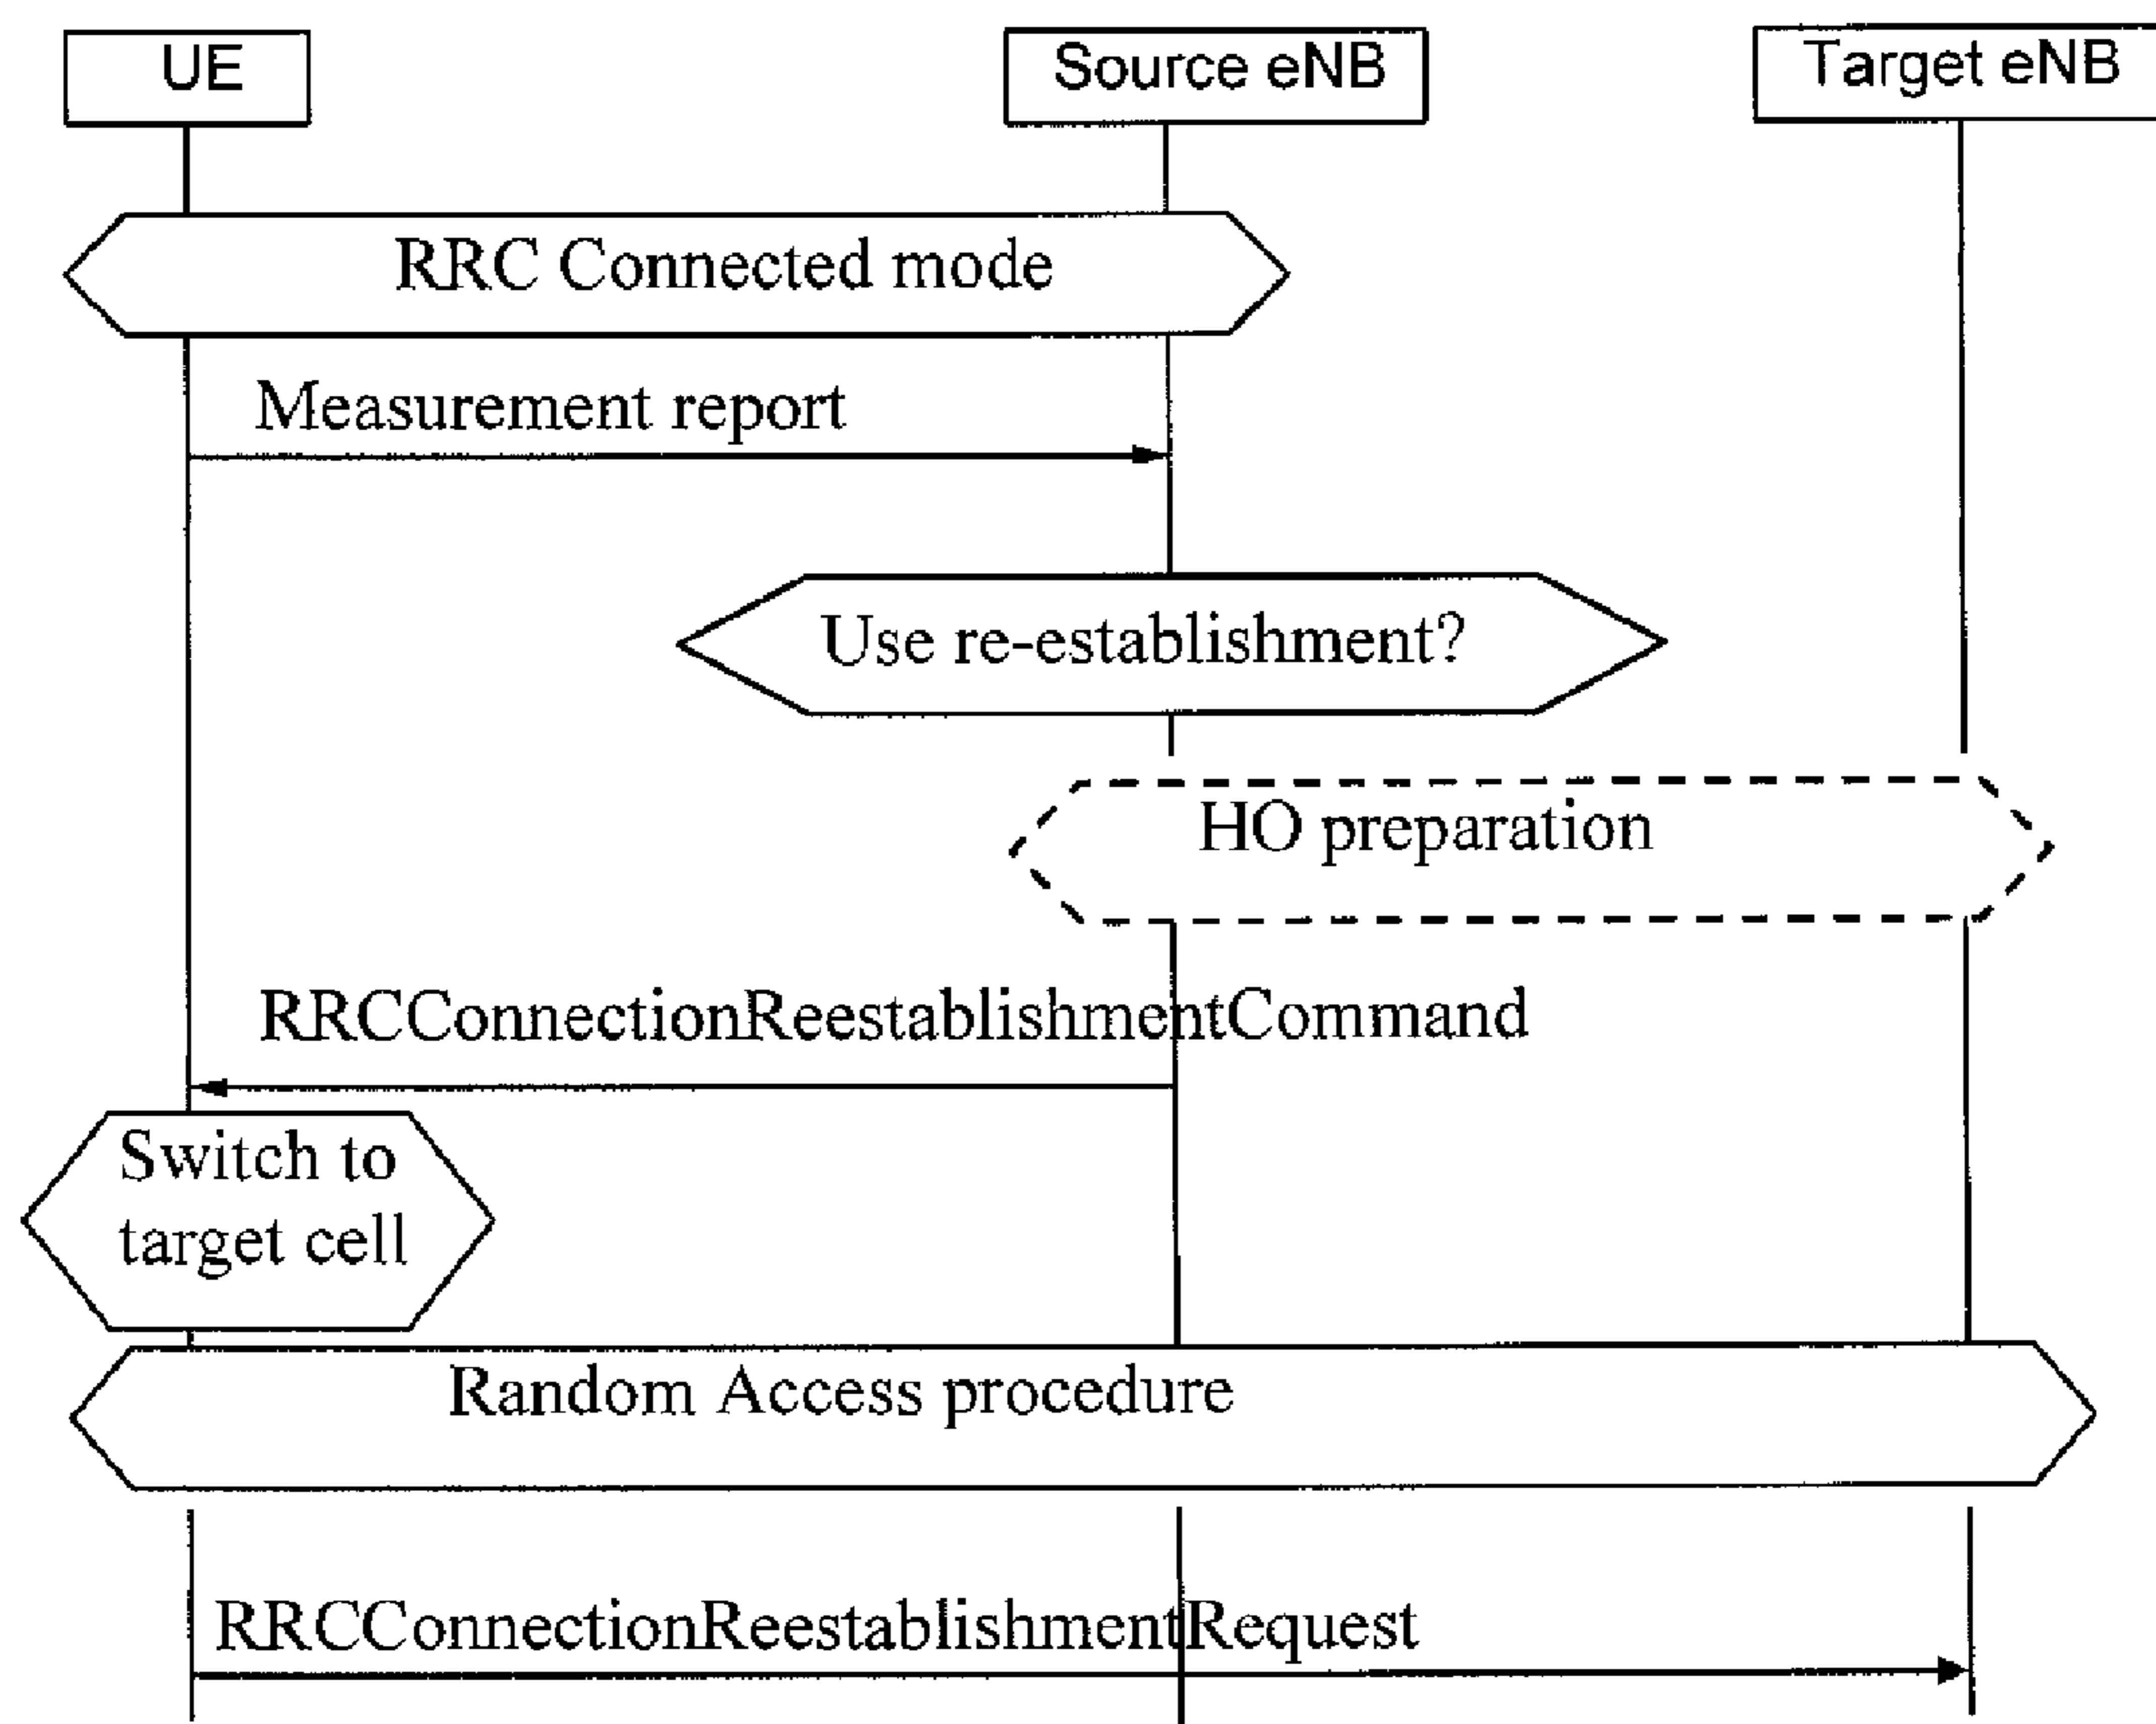 UE
Source eNB
Target eNB
RRC Connected mode
Measurement report
Use re-establishment?
HO preparation
RRCConnectionReestablishmentCommand
Switch to
target cell
Random Access procedure
RRCConnectionReestablishmentRequest